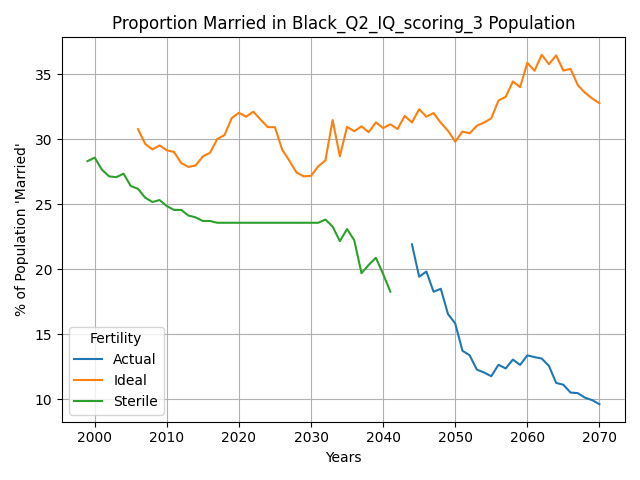 Proportion Married in Black_Q2_IQ_scoring_3 Population
% of Population 'Married'
35
30
25
20
15
10
Fertility
Actual
Ideal
Sterile
2000 2010 2020 2030 2040 2050 2060 2070
Years